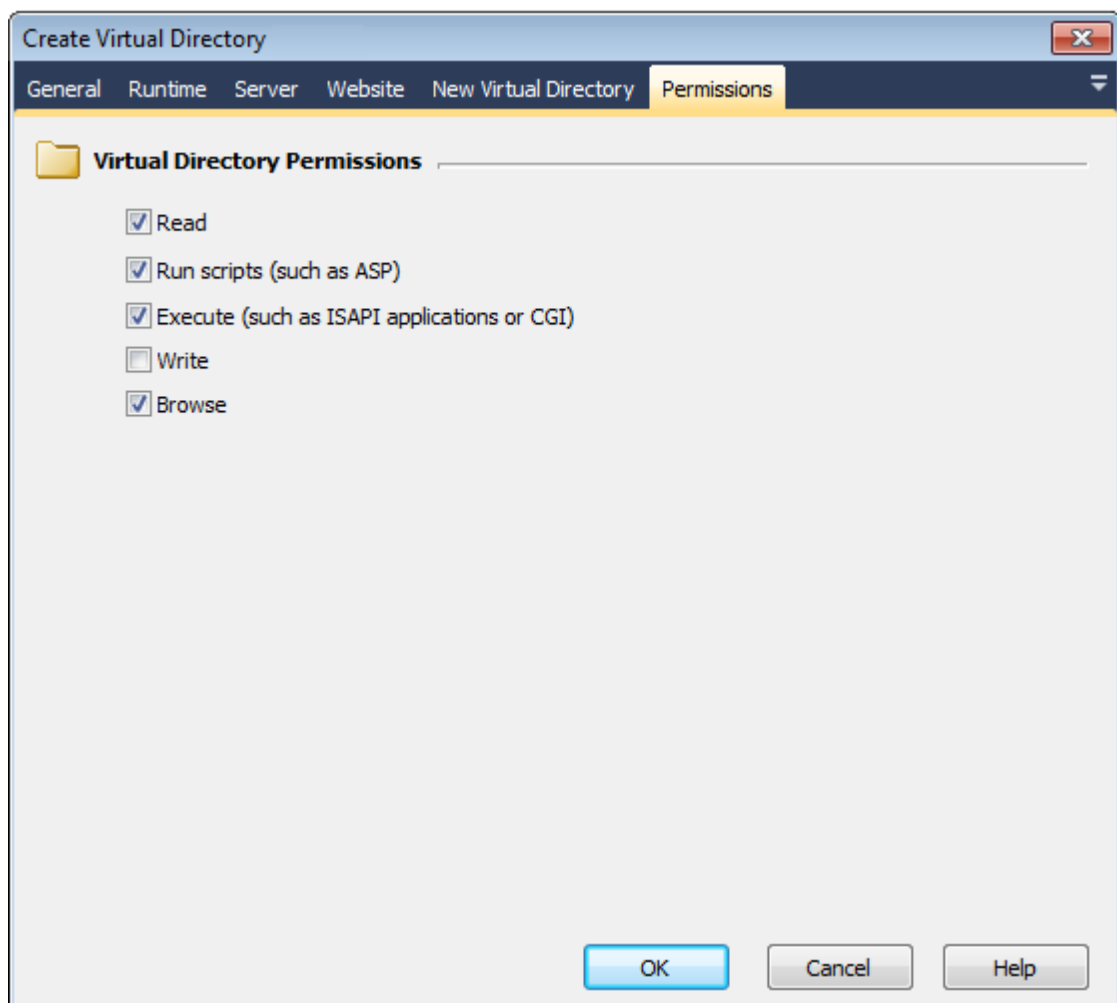 Create Virtual Directory
General Runtime Server Website New Virtual Directory Permissions
Virtual Directory Permissions
Read
Run scripts (such as ASP)
Execute (such as ISAPI applications or CGI)
Write
Browse
OK Cancel Help